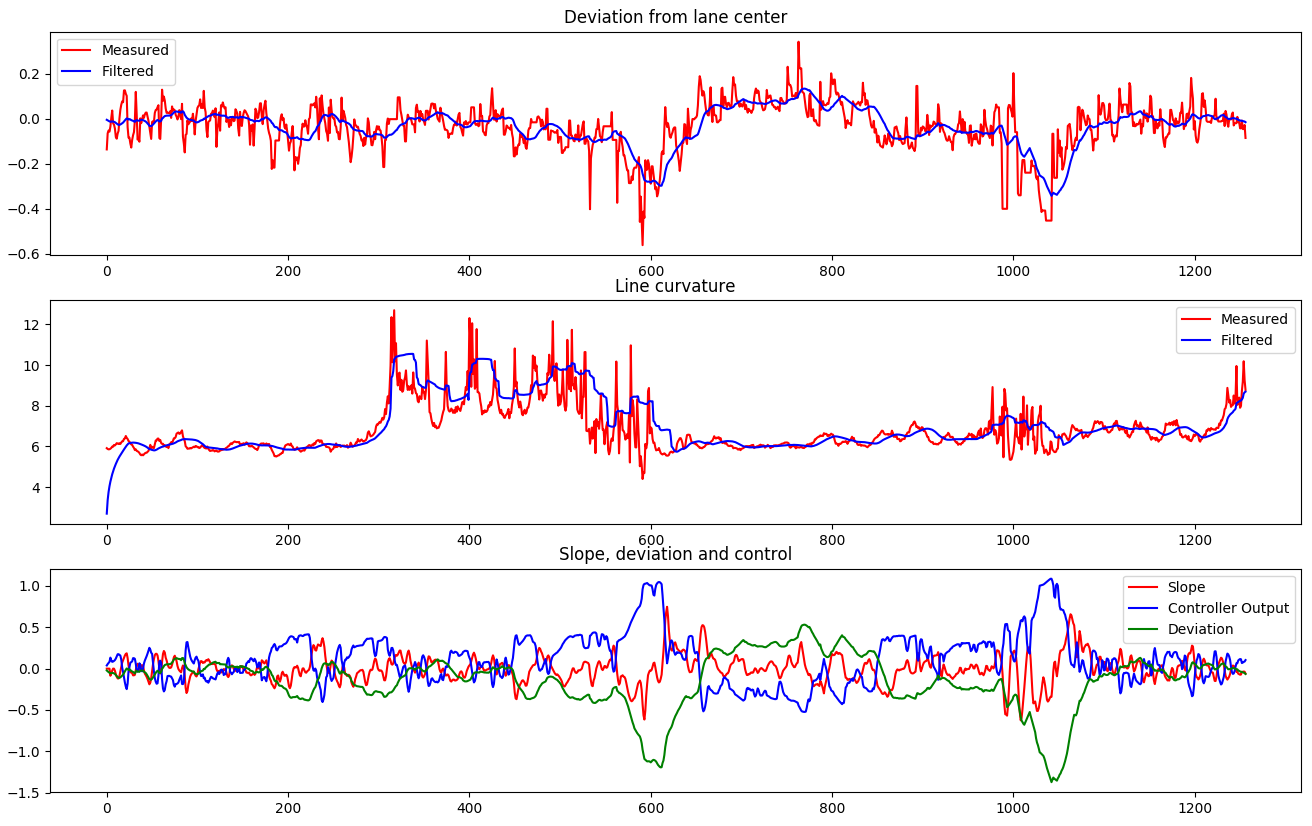 Deviation from lane center
Measured
Filtered
0.2
0.0
−0.2
−0.4
−0.6
0 200 400 600 800 1000 1200
Line curvature
Measured
Filtered
12
10
8
6
4
0 200 400 600 800 1000 1200
Slope, deviation and control
Slope
Controller Output
Deviation
1.0
0.5
0.0
−0.5
−1.0
−1.5
0 200 400 600 800 1000 1200